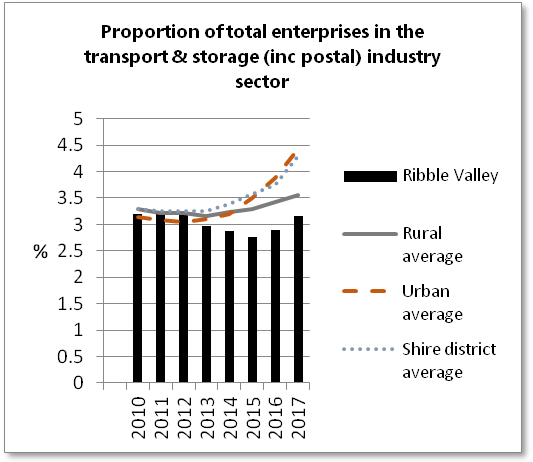 Proportion of total enterprises in the
transport & storage (inc postal) industry
sector
5
4.5
4
3.5
3
2.5
2
1.5
1
0.5
0
%
2010
2011
2012
2013
2014
2015
2016
2017
Ribble Valley
Rural
average
Urban
average
Shire district
average